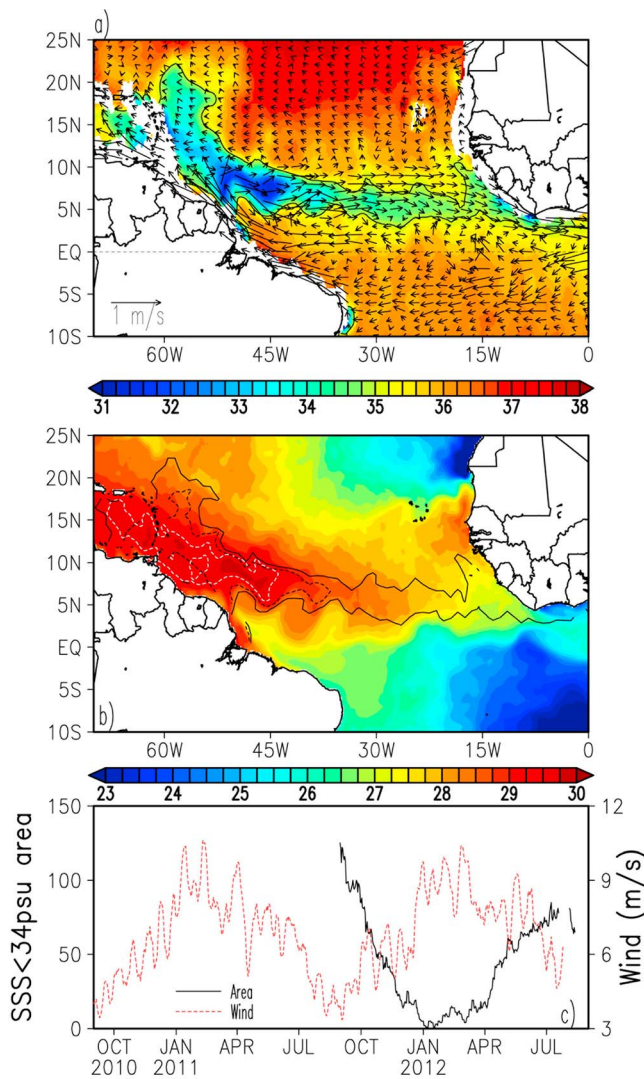 a)
25N
20N
15N
10N
5N
EQ
5S
10S
1 m/s
60W 45W 30W 15W 0
31 32 33 34 35 36 37 38
25N
20N
15N
10N
5N
EQ
5S
10S
b)
60W 45W 30W 15W 0
23 24 25 26 27 28 29 30
SSS<34psu area
150
100
50
0
12
9
6
3
Wind (m/s)
Area
Wind
c)
OCT JAN APR JUL OCT JAN APR JUL
2010 2011 2012